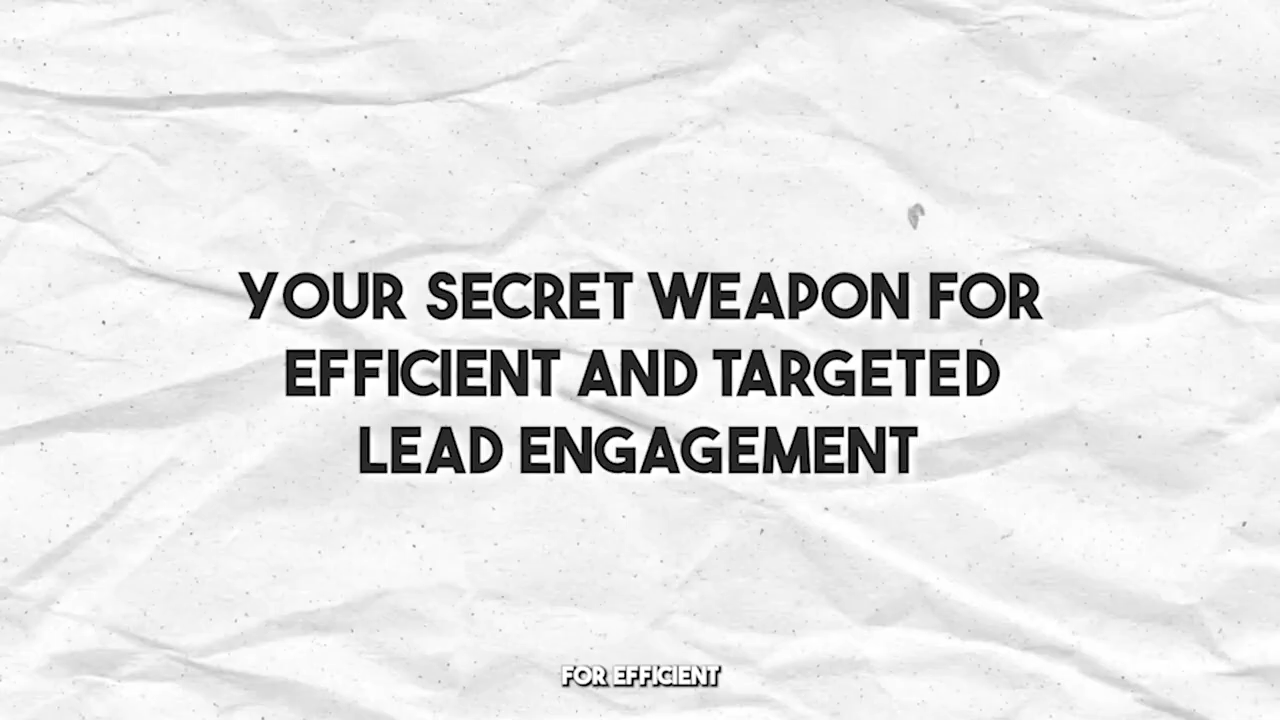 YOUR SECRET WEAPON FOR
EFFICIENT AND TARGETED
LEAD ENGAGEMENT
FOR EFFICIENT